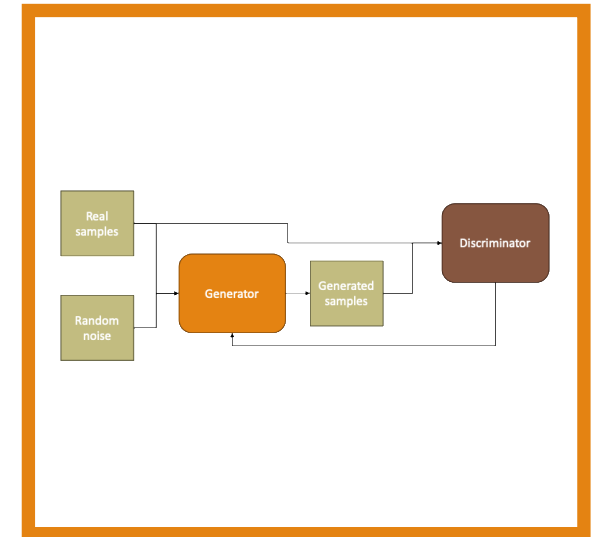 Real
samples
Random
noise
Generator
Generated
samples
Discriminator